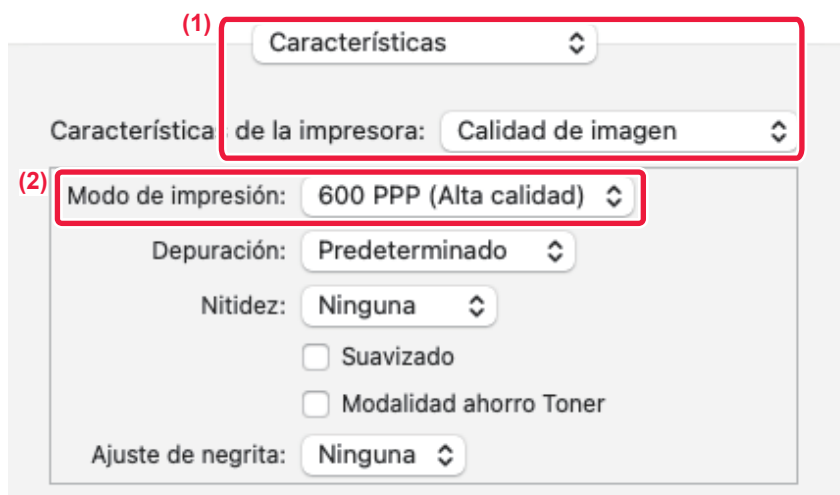 (1)
Características
Características de la impresora: Calidad de imagen
(2)
Modo de impresión: 600 PPP (Alta calidad)
Depuración: Predeterminado
Nitidez: Ninguna
Suavizado
Modalidad ahorro Toner
Ajuste de negrita: Ninguna